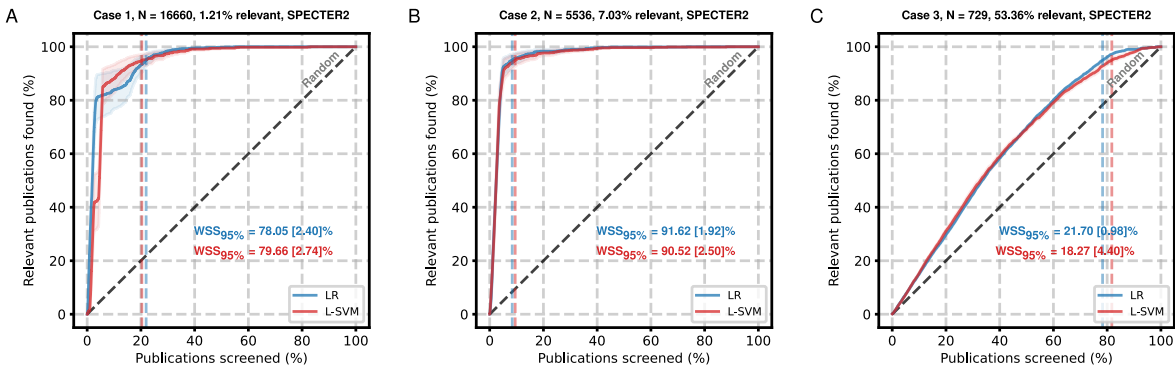 A
Case 1, N = 16660, 1.21% relevant, SPECTER2
Relevant publications found (%)
100
80
60
40
20
0
Random
WSS95% = 78.05 [2.40]%
WSS95% = 79.66 [2.74]%
LR
L-SVM
0 20 40 60 80 100
Publications screened (%)
B
Case 2, N = 5536, 7.03% relevant, SPECTER2
Relevant publications found (%)
100
80
60
40
20
0
Random
WSS95% = 91.62 [1.92]%
WSS95% = 90.52 [2.50]%
LR
L-SVM
0 20 40 60 80 100
Publications screened (%)
C
Case 3, N = 729, 53.36% relevant, SPECTER2
Relevant publications found (%)
100
80
60
40
20
0
Random
WSS95% = 21.70 [0.98]%
WSS95% = 18.27 [4.40]%
LR
L-SVM
0 20 40 60 80 100
Publications screened (%)